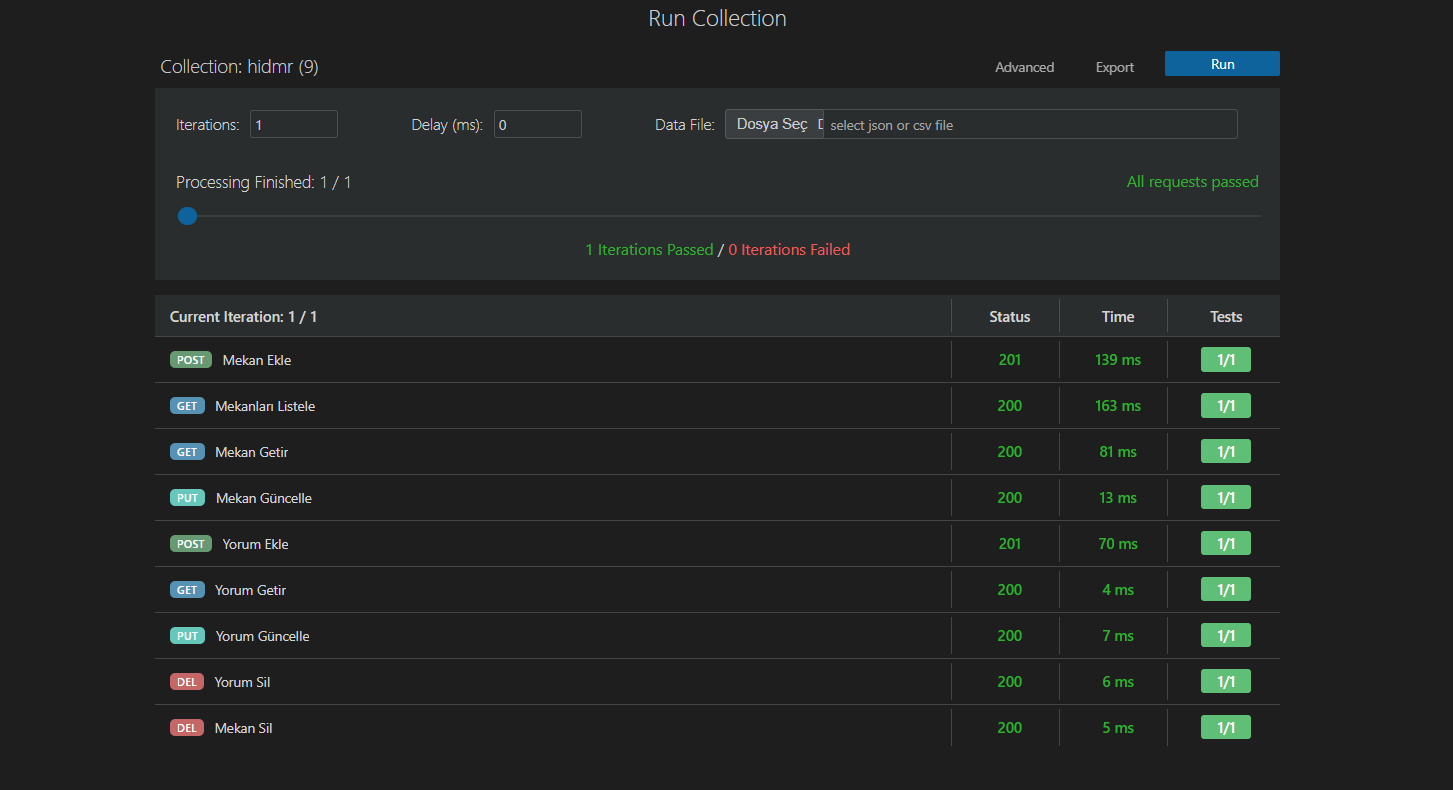 Run Collection
Collection: hidmr (9) Advanced Export Run
Iterations: 1 Delay (ms): 0 Data File: Dosya Seç select json or csv file
Processing Finished: 1 / 1 All requests passed
1 Iterations Passed / 0 Iterations Failed
Current Iteration: 1 / 1 Status Time Tests
POST Mekan Ekle 201 139 ms 1/1
GET Mekanları Listele 200 163 ms 1/1
GET Mekan Getir 200 81 ms 1/1
PUT Mekan Güncelle 200 13 ms 1/1
POST Yorum Ekle 201 70 ms 1/1
GET Yorum Getir 200 4 ms 1/1
PUT Yorum Güncelle 200 7 ms 1/1
DEL Yorum Sil 200 6 ms 1/1
DEL Mekan Sil 200 5 ms 1/1